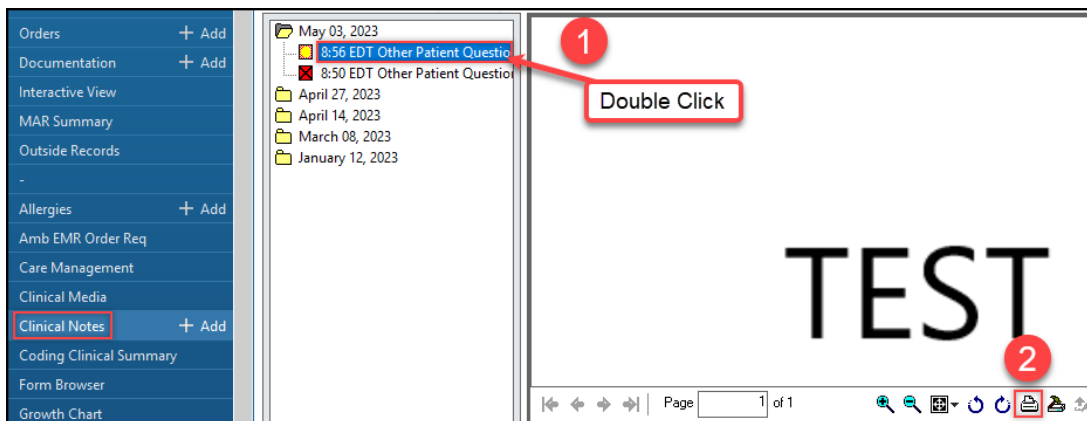 Orders + Add
Documentation + Add
Interactive View
MAR Summary
Outside Records
-
Allergies + Add
Amb EMR Order Req
Care Management
Clinical Media
Clinical Notes + Add
Coding Clinical Summary
Form Browser
Growth Chart
May 03, 2023
8:56 EDT Other Patient Questio
8:50 EDT Other Patient Question
April 27, 2023
April 14, 2023
March 08, 2023
January 12, 2023
1
Double Click
TEST
2
Page 1 of 1